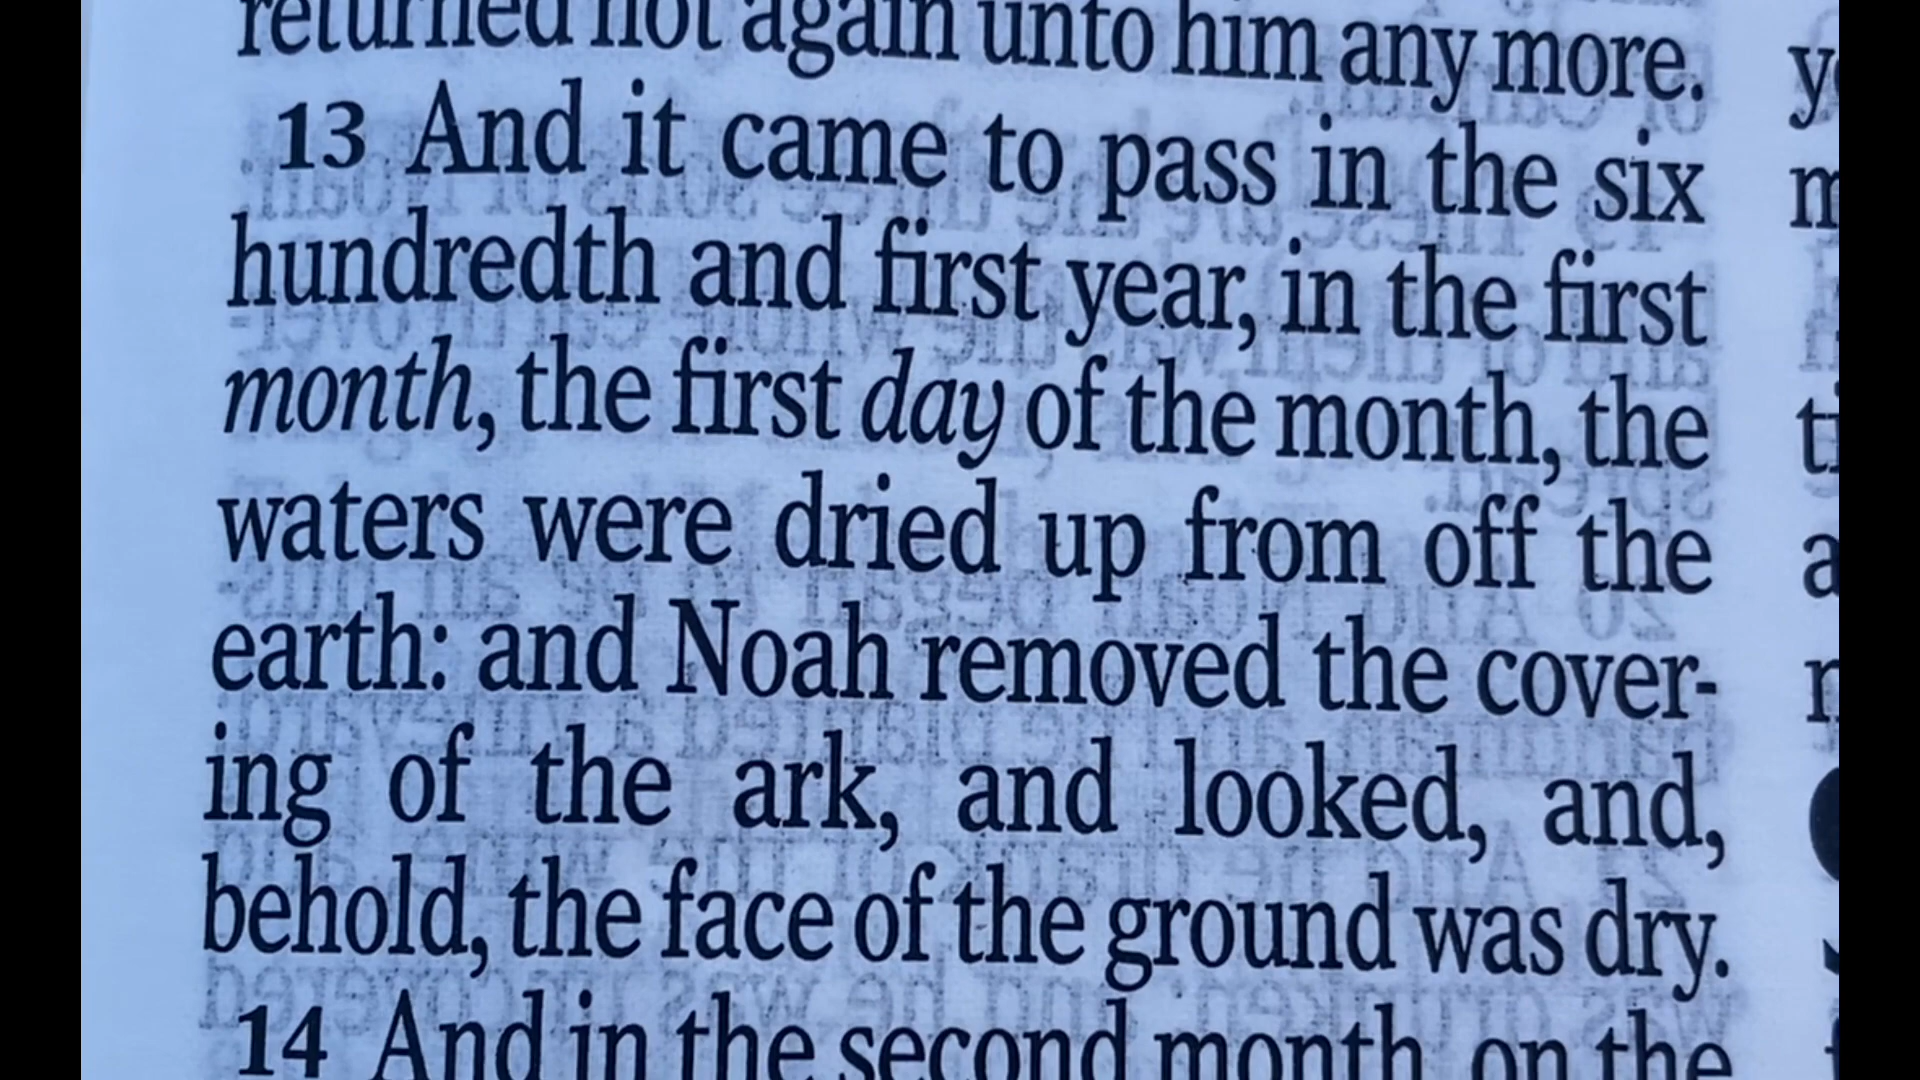 returned not again unto him any more.
13 And it came to pass in the six
hundredth and first year, in the first
month, the first day of the month, the
waters were dried up from off the
earth: and Noah removed the cover-
ing of the ark, and looked, and,
behold, the face of the ground was dry.
14 And in the second month, on the